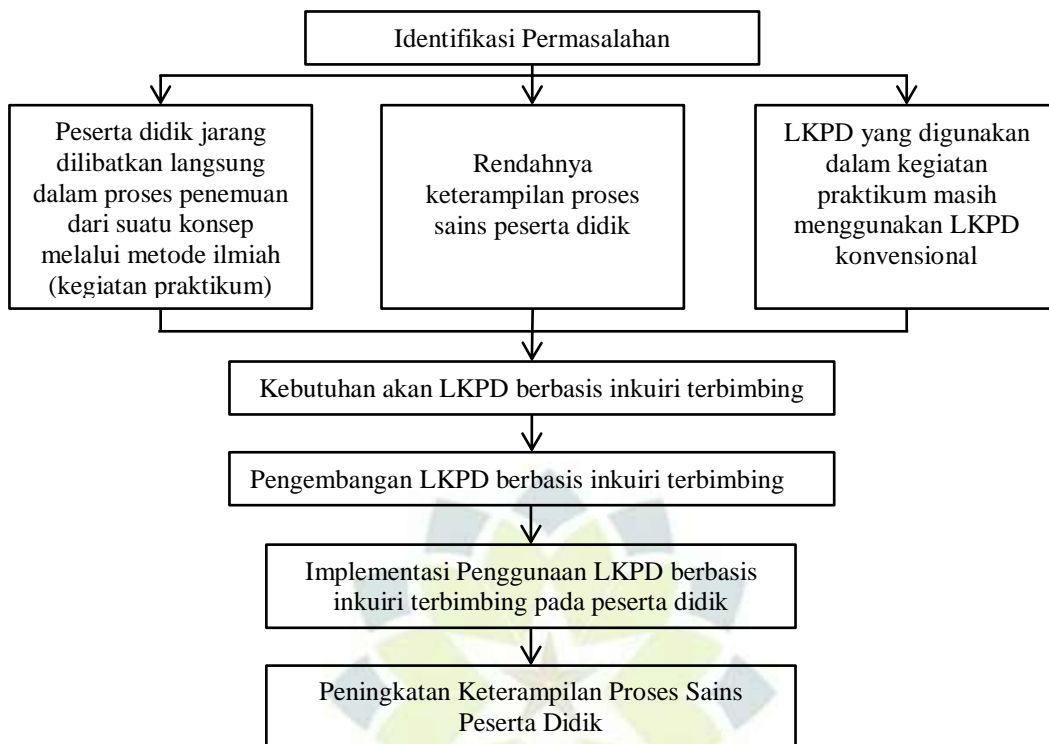 Identifikasi Permasalahan
Peserta didik jarang
dilibatkan langsung
dalam proses penemuan
dari suatu konsep
melalui metode ilmiah
(kegiatan praktikum)
Rendahnya
keterampilan proses
sains peserta didik
LKPD yang digunakan
dalam kegiatan
praktikum masih
menggunakan LKPD
konvensional
Kebutuhan akan LKPD berbasis inkuiri terbimbing
Pengembangan LKPD berbasis inkuiri terbimbing
Implementasi Penggunaan LKPD berbasis
inkuiri terbimbing pada peserta didik
Peningkatan Keterampilan Proses Sains
Peserta Didik